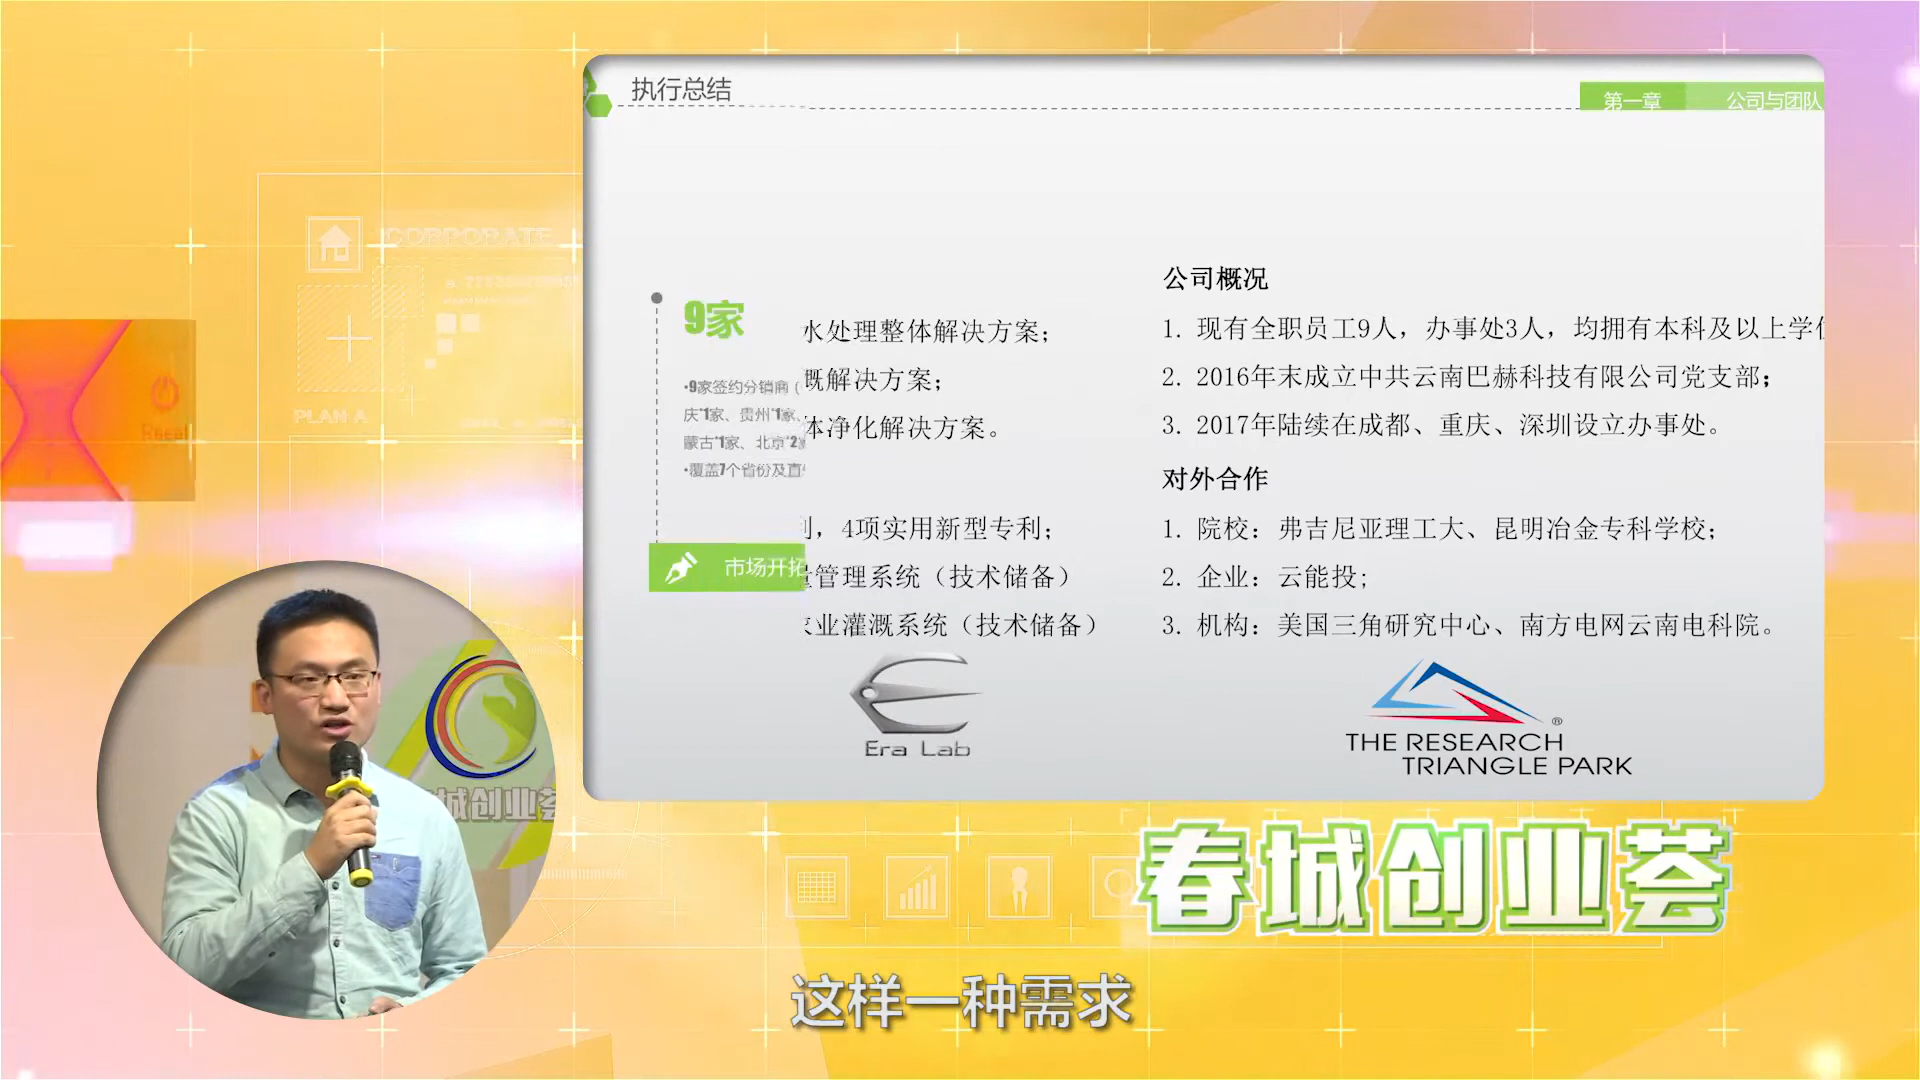 执行总结
第一章
公司与团队
9家
•9家签约分销商（
庆*1家、贵州*1家、
蒙古*1家、北京*2
•覆盖7个省份及直
市场开拓
水处理整体解决方案；
解决方案；
净化解决方案。
，4项实用新型专利；
管理系统（技术储备）
业灌溉系统（技术储备）
Era Lab
公司概况
1. 现有全职员工9人，办事处3人，均拥有本科及以上学
2. 2016年末成立中共云南巴赫科技有限公司党支部；
3. 2017年陆续在成都、重庆、深圳设立办事处。
对外合作
1. 院校：弗吉尼亚理工大、昆明冶金专科学校；
2. 企业：云能投；
3. 机构：美国三角研究中心、南方电网云南电科院。
THE RESEARCH
TRIANGLE PARK
®
CORPORATE
PLAN A
Reset
城创业荟
春城创业荟
这样一种需求